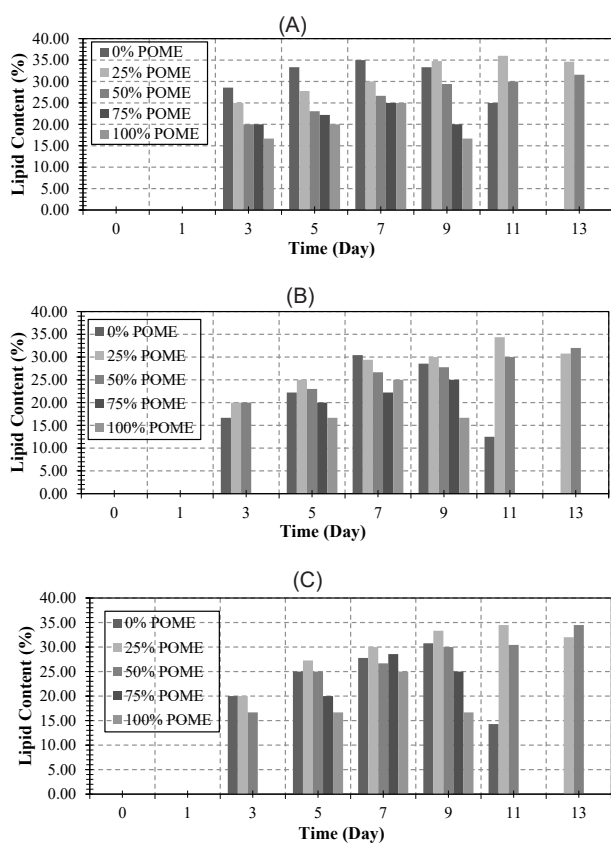 (A)
40.00
35.00
30.00
25.00
20.00
15.00
10.00
5.00
0.00
Lipid Content (%)
0% POME
25% POME
50% POME
75% POME
100% POME
0 1 3 5 7 9 11 13
Time (Day)
(B)
40.00
35.00
30.00
25.00
20.00
15.00
10.00
5.00
0.00
Lipid Content (%)
0% POME
25% POME
50% POME
75% POME
100% POME
0 1 3 5 7 9 11 13
Time (Day)
(C)
40.00
35.00
30.00
25.00
20.00
15.00
10.00
5.00
0.00
Lipid Content (%)
0% POME
25% POME
50% POME
75% POME
100% POME
0 1 3 5 7 9 11 13
Time (Day)